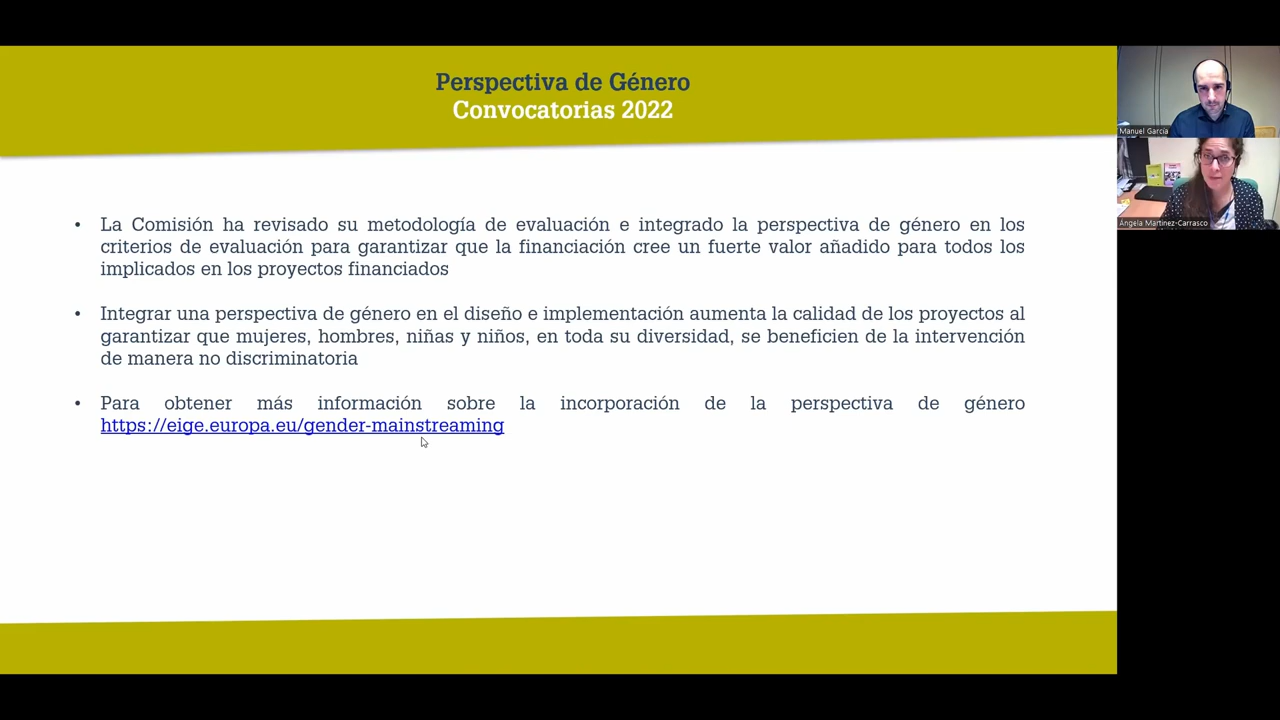 Perspectiva de Género
Convocatorias 2022
• La Comisión ha revisado su metodología de evaluación e integrado la perspectiva de género en los
criterios de evaluación para garantizar que la financiación cree un fuerte valor añadido para todos los
implicados en los proyectos financiados
• Integrar una perspectiva de género en el diseño e implementación aumenta la calidad de los proyectos al
garantizar que mujeres, hombres, niñas y niños, en toda su diversidad, se beneficien de la intervención
de manera no discriminatoria
• Para obtener más información sobre la incorporación de la perspectiva de género
https://eige.europa.eu/gender-mainstreaming
Manuel García
Ángela Martínez-Carrasco